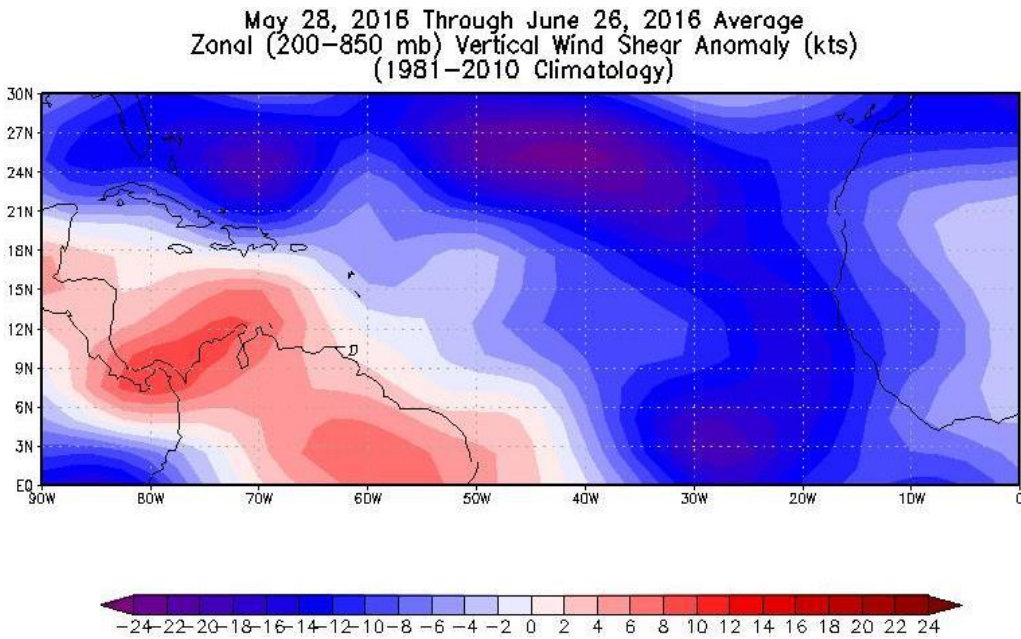 May 28, 2016 Through June 26, 2016 Average
Zonal (200-850 mb) Vertical Wind Shear Anomaly (kts)
(1981-2010 Climatology)
30N
27N
24N
21N
18N
15N
12N
9N
6N
3N
EQ
90W 80W 70W 60W 50W 40W 30W 20W 10W 0
-24 -22 -20 -18 -16 -14 -12 -10 -8 -6 -4 -2 0 2 4 6 8 10 12 14 16 18 20 22 24